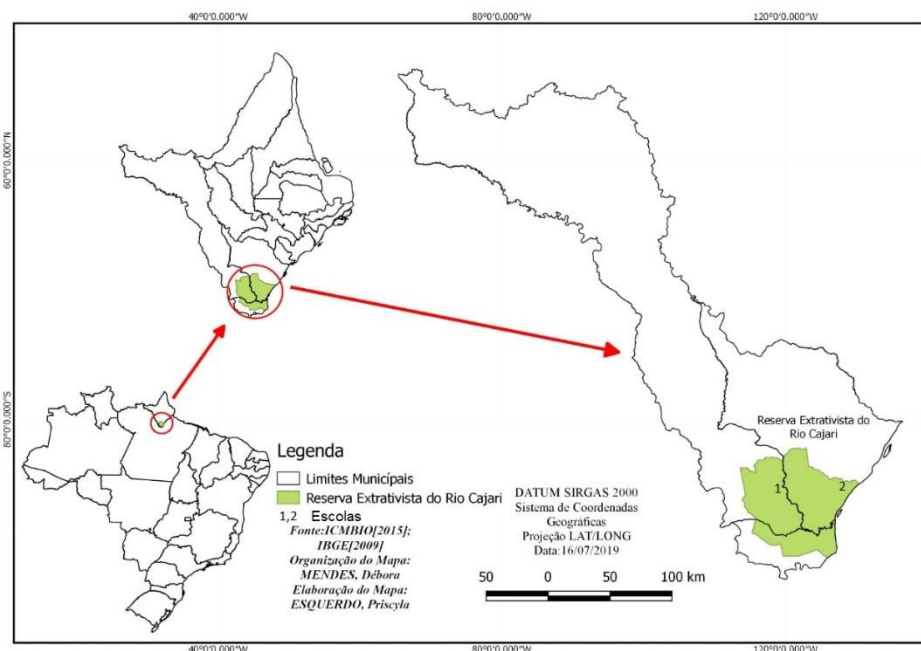 40°0'0.000"W
80°0'0.000"W
120°0'0.000"W
60°0'0.000"N
80°0'0.000"S
Reserva Extrativista do
Rio Cajari
1
2
Legenda
Limites Municípais
Reserva Extrativista do Rio Cajari
1,2 Escolas
Fonte:ICMBIO[2015];
IBGE[2009]
Organização do Mapa:
MENDES, Débora
Elaboração do Mapa:
ESQUERDO, Priscyla
DATUM SIRGAS 2000
Sistema de Coordenadas
Geográficas
Projeção LAT/LONG
Data:16/07/2019
50 0 50 100 km
40°0'0.000"W
80°0'0.000"W
120°0'0.000"W